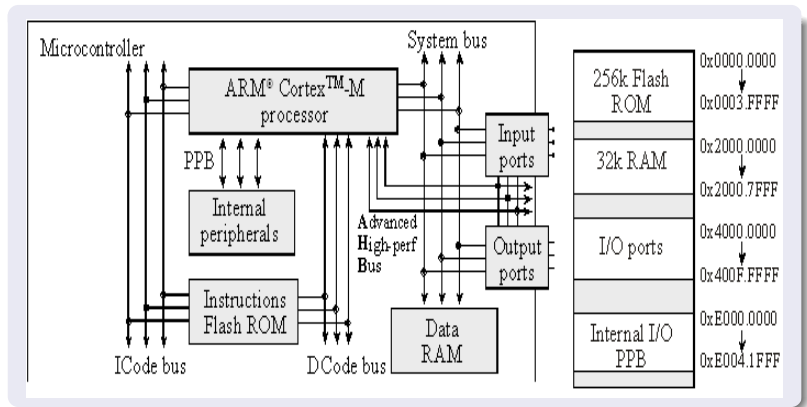 Microcontroller
System bus
ARM® Cortex™-M
processor
PPB
Internal
peripherals
Instructions
Flash ROM
ICode bus
DCode bus
Advanced
High-perf
Bus
Input
ports
Output
ports
Data
RAM
256k Flash
ROM
32k RAM
I/O ports
Internal I/O
PPB
0x0000.0000
0x0003.FFFF
0x2000.0000
0x2000.7FFF
0x4000.0000
0x400F.FFFF
0xE000.0000
0xE004.1FFF